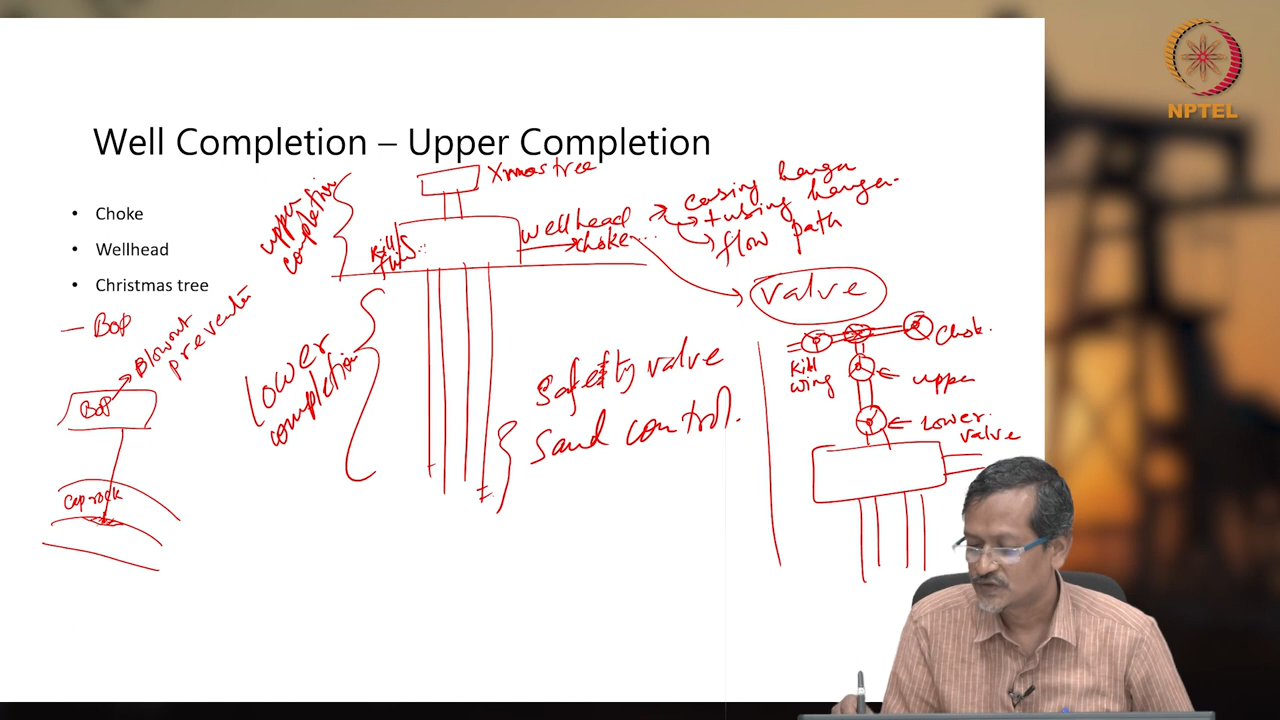 NPTEL
Well Completion – Upper Completion
• Choke
• Wellhead
• Christmas tree
— BOP
Blowout
preventer
BOP
Cap rock
upper
completion
Xmas tree
Kill
wellhead
choke...
casing hanger
tubing hanger
flow path
valve
Lower
completion
Safety valve
Sand control.
Kill
wing
Chok.
upper
Lower
valve